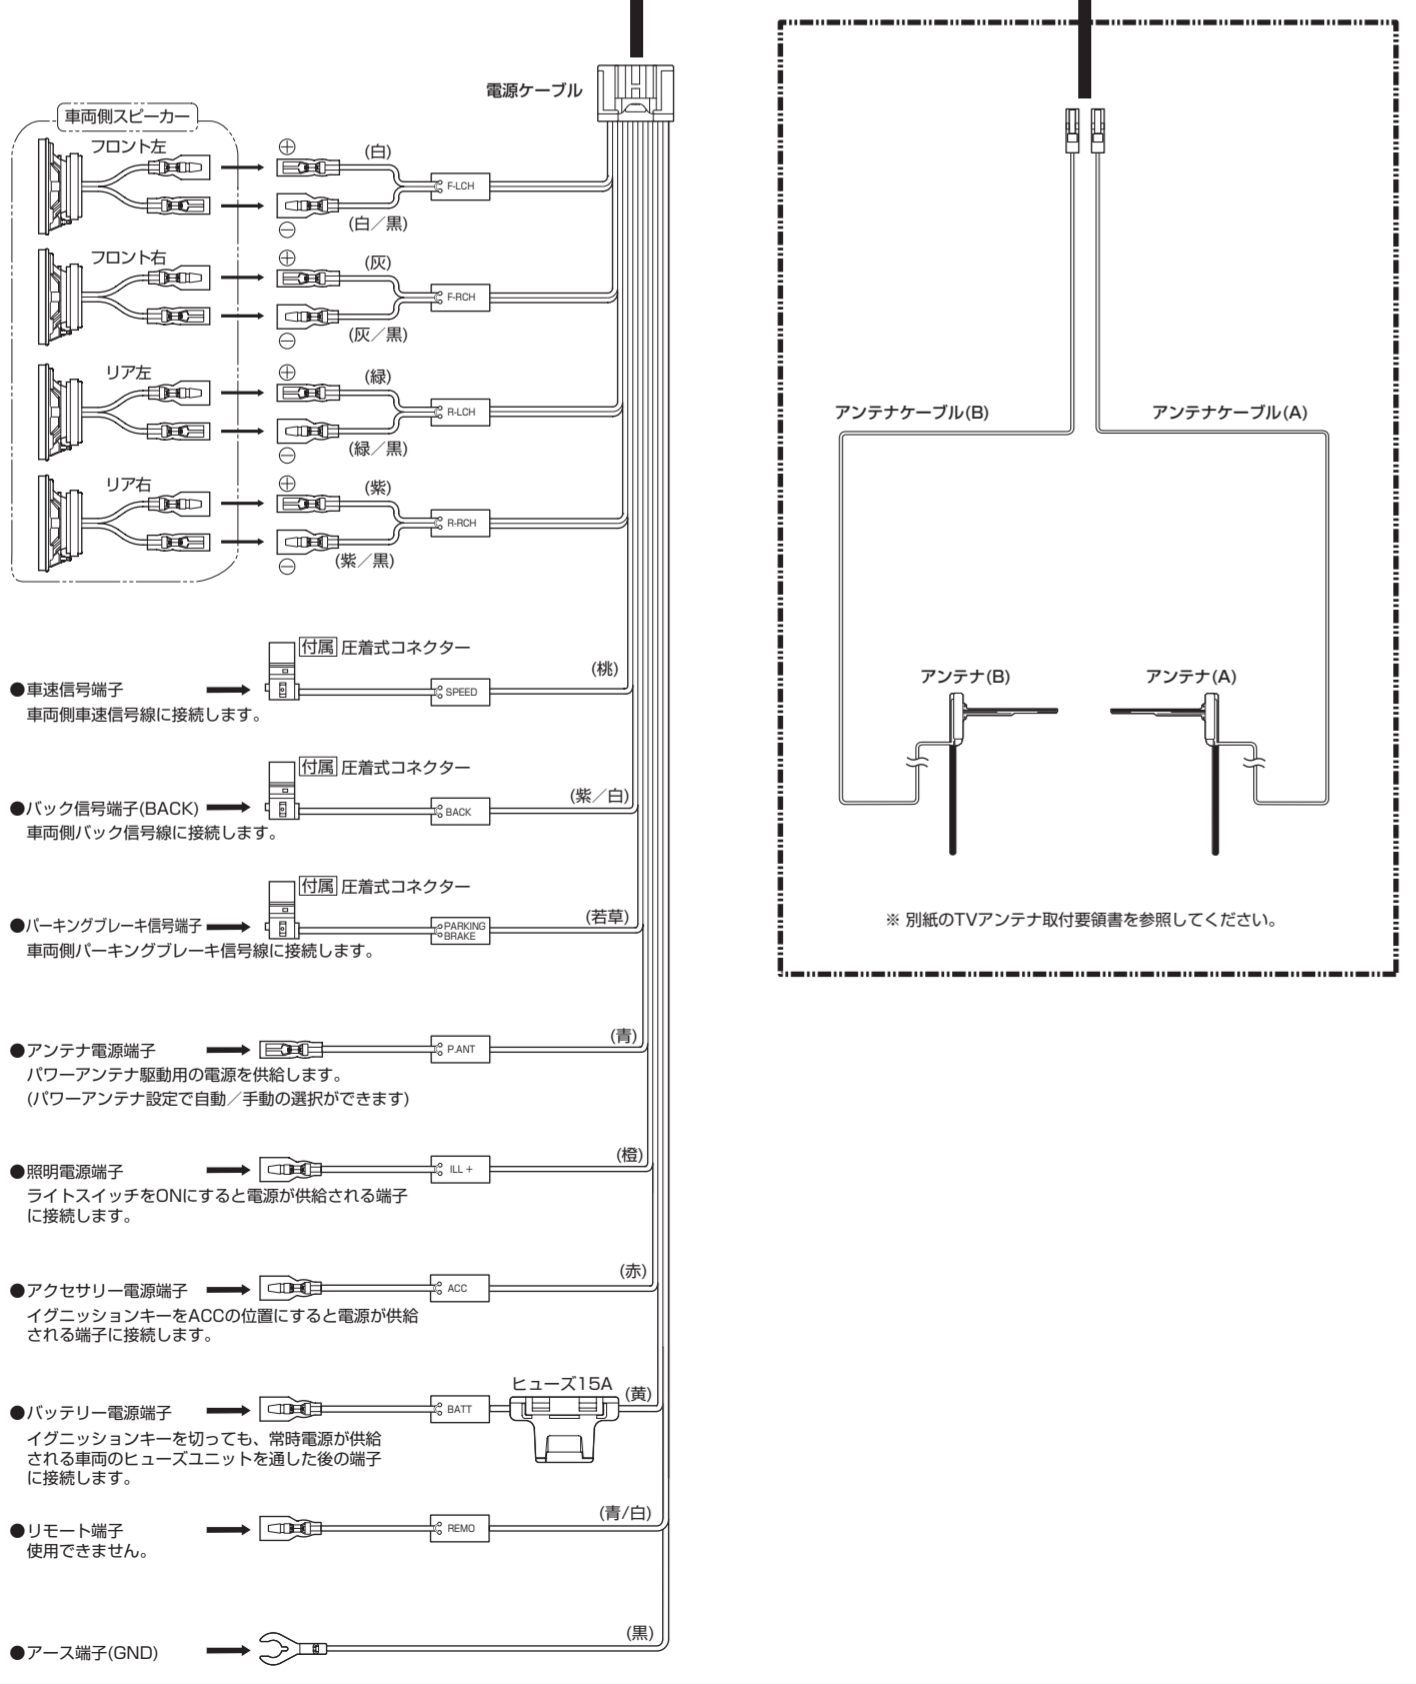 電源ケーブル
車両側スピーカー
フロント左
⊕
(白)
F-LCH
(白／黒)
⊖
フロント右
⊕
(灰)
F-RCH
(灰／黒)
⊖
リア左
⊕
(緑)
R-LCH
(緑／黒)
⊖
リア右
⊕
(紫)
R-RCH
(紫／黒)
⊖
付属 圧着式コネクター
(桃)
●車速信号端子
SPEED
車両側車速信号線に接続します。
付属 圧着式コネクター
(紫／白)
●バック信号端子(BACK)
BACK
車両側バック信号線に接続します。
付属 圧着式コネクター
(若草)
●パーキングブレーキ信号端子
PARKING
BRAKE
車両側パーキングブレーキ信号線に接続します。
(青)
●アンテナ電源端子
P.ANT
パワーアンテナ駆動用の電源を供給します。
(パワーアンテナ設定で自動／手動の選択ができます)
(橙)
●照明電源端子
ILL +
ライトスイッチをONにすると電源が供給される端子
に接続します。
(赤)
●アクセサリー電源端子
ACC
イグニッションキーをACCの位置にすると電源が供給
される端子に接続します。
ヒューズ15A
(黄)
●バッテリー電源端子
BATT
イグニッションキーを切っても、常時電源が供給
される車両のヒューズユニットを通した後の端子
に接続します。
(青/白)
●リモート端子
REMO
使用できません。
(黒)
●アース端子(GND)
アンテナケーブル(B)
アンテナケーブル(A)
アンテナ(B)
アンテナ(A)
※ 別紙のTVアンテナ取付要領書を参照してください。